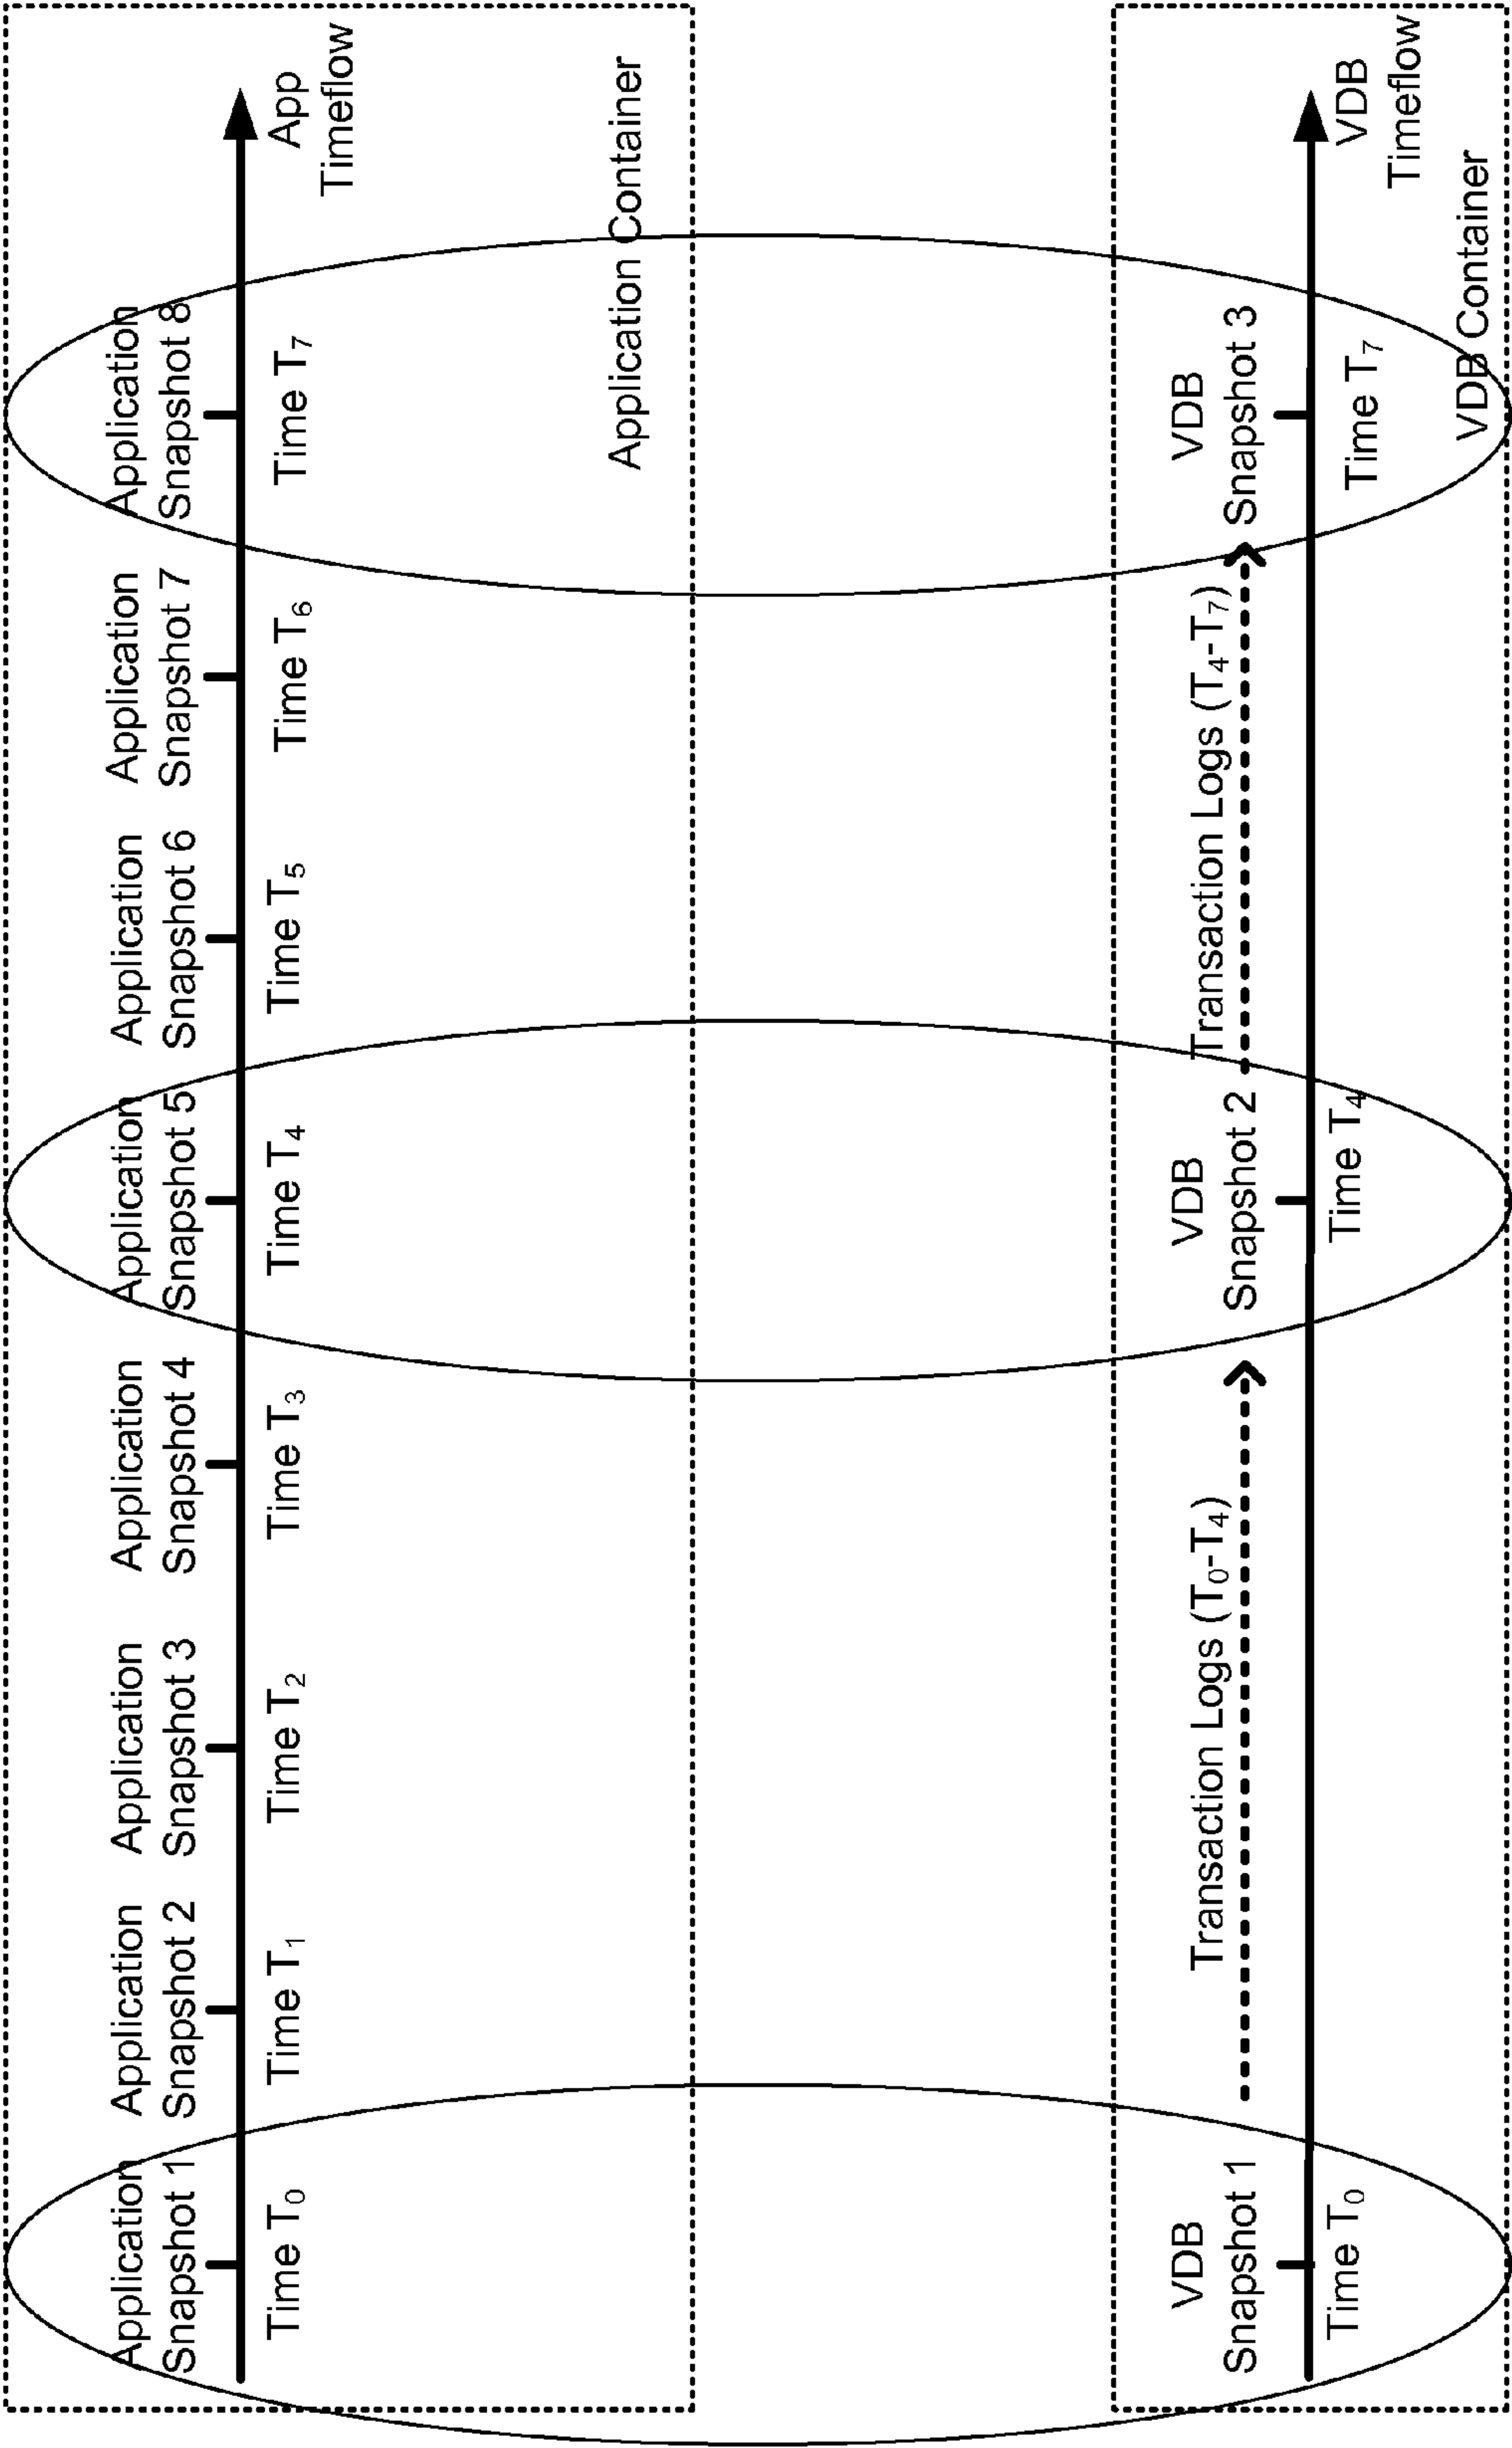 Application
Snapshot 1
Application
Snapshot 2
Application
Snapshot 3
Application
Snapshot 4
Application
Snapshot 5
Application
Snapshot 6
Application
Snapshot 7
Application
Snapshot 8
Time T0
Time T1
Time T2
Time T3
Time T4
Time T5
Time T6
Time T7
App
Timeflow
Application Container
VDB
Snapshot 1
Transaction Logs (T0-T4)
VDB
Snapshot 2
Transaction Logs (T4-T7)
VDB
Snapshot 3
Time T0
Time T4
Time T7
VDB
Timeflow
VDB Container